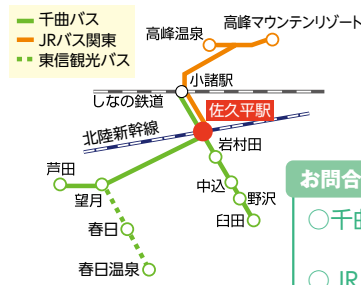 千曲バス
JRバス関東
東信観光バス
高峰マウンテンリゾート
高峰温泉
小諸駅
しなの鉄道
佐久平駅
北陸新幹線
岩村田
芦田
望月
中込
野沢
臼田
春日
春日温泉
お問合
○千曲
○JR